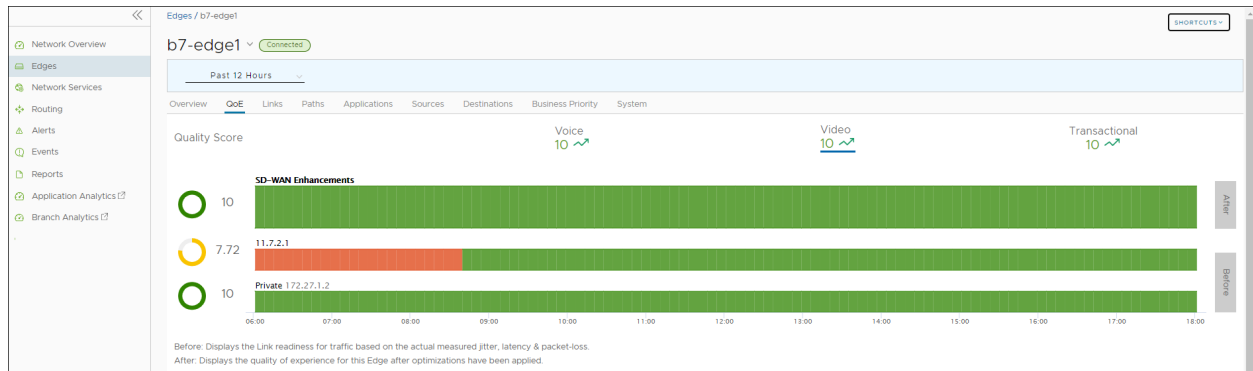 Edges / b7-edge1
SHORTCUTS
b7-edge1 Connected
Past 12 Hours
Network Overview
Edges
Network Services
Routing
Alerts
Events
Reports
Application Analytics
Branch Analytics
Overview QoE Links Paths Applications Sources Destinations Business Priority System
Quality Score
Voice
10
Video
10
Transactional
10
SD-WAN Enhancements
10
After
11.7.2.1
7.72
Before
Private 172.27.1.2
10
06:00 07:00 08:00 09:00 10:00 11:00 12:00 13:00 14:00 15:00 16:00 17:00 18:00
Before: Displays the Link readiness for traffic based on the actual measured jitter, latency & packet-loss.
After: Displays the quality of experience for this Edge after optimizations have been applied.